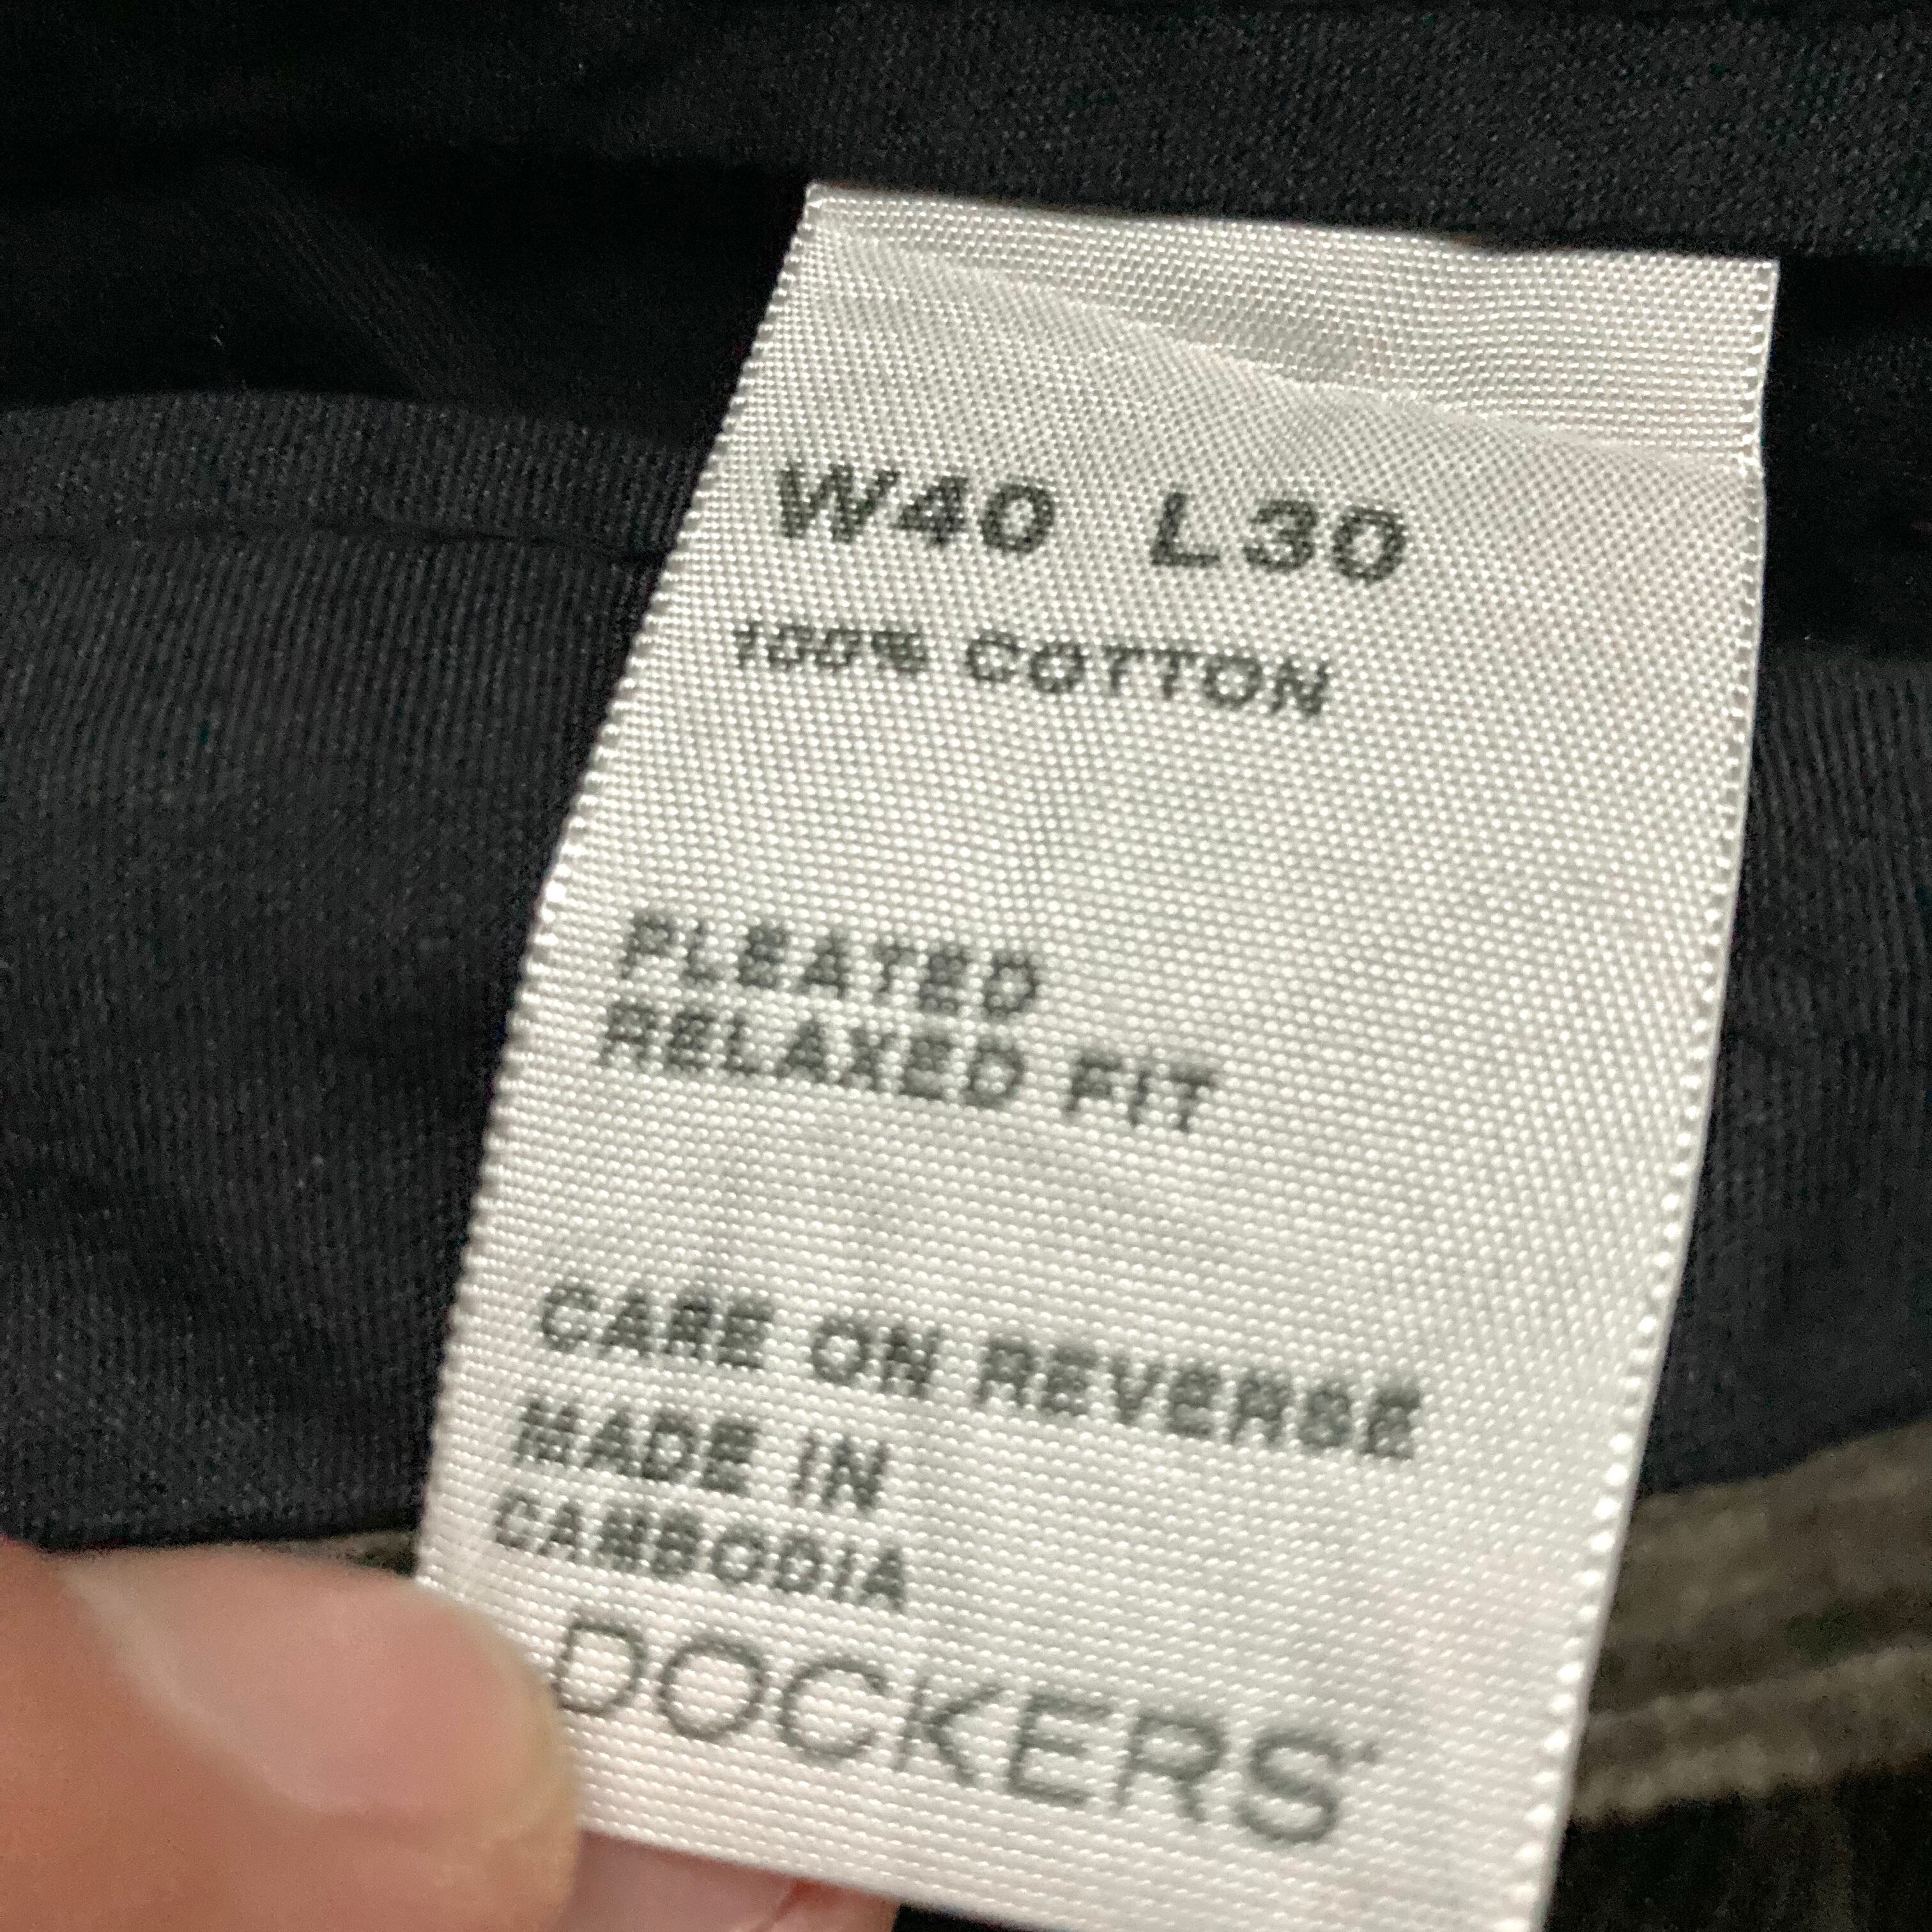 W40 L30
100% COTTON
PLEATED
RELAXED FIT
CARE ON REVERSE
MADE IN
CAMBODIA
DOCKERS